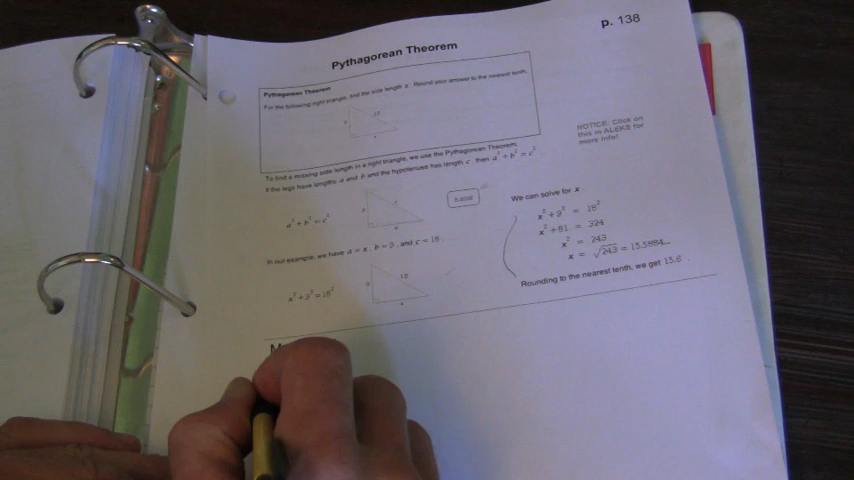 p. 138
Pythagorean Theorem
Pythagorean Theorem
For the following right triangle, find the side length x. Round your answer to the nearest tenth.
18
9
x
NOTICE: Click on
this in ALEKS for
more info!
To find a missing side length in a right triangle, we use the Pythagorean Theorem.
If the legs have lengths a and b and the hypotenuse has length c, then a² + b² = c².
a² + b² = c²
We can solve for x.
x² + 9² = 18²
x² + 81 = 324
x² = 243
x = √243 = 15.5884...
Rounding to the nearest tenth, we get 15.6.
In our example, we have a = x, b = 9, and c = 18.
x² + 9² = 18²
9
18
x